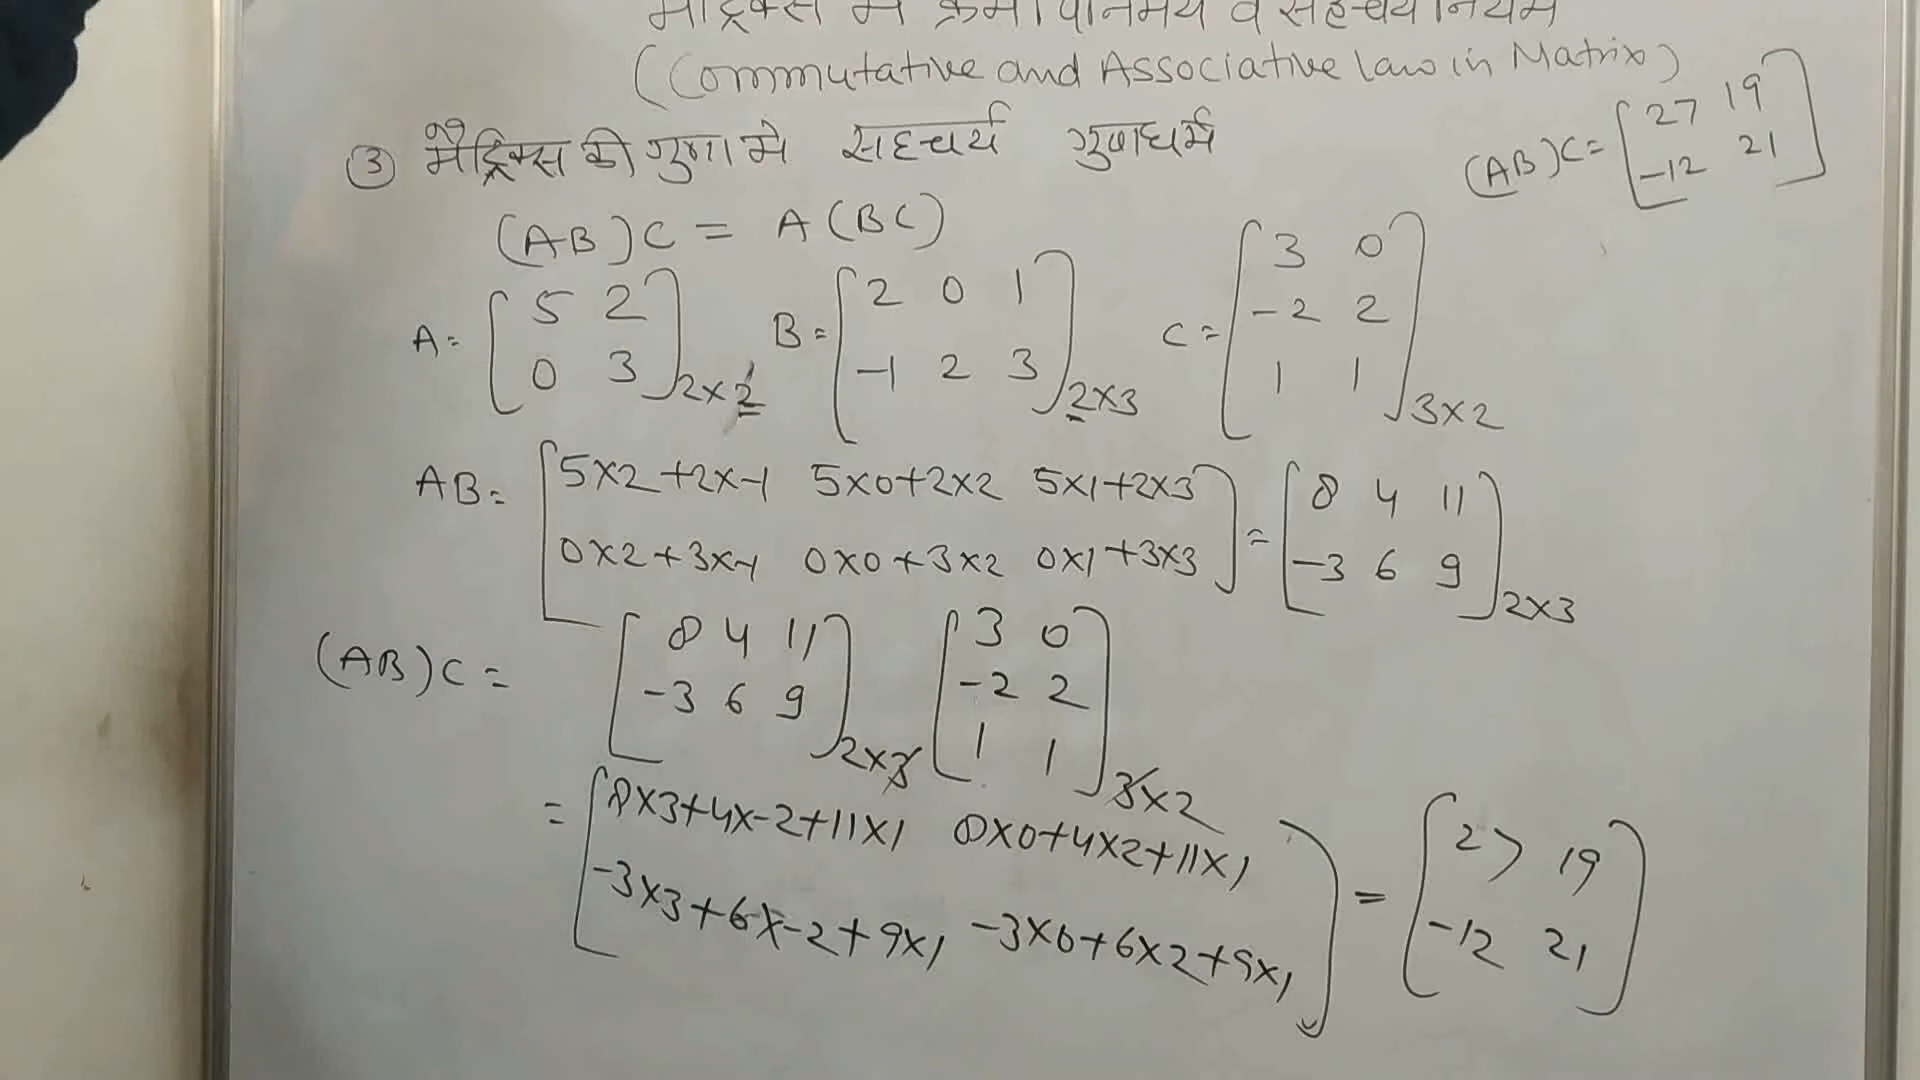 मैट्रिक्स में क्रम विनिमय व सहचर्य नियम
(Commutative and Associative law in Matrix)
③ मैट्रिक्स की गुणा मे सहचर्य गुणधर्म
(AB)C = [27 19
-12 21]
(AB)C = A(BC)
A = [5 2
0 3]2×2
B = [2 0 1
-1 2 3]2×3
C = [3 0
-2 2
1 1]3×2
AB = [5×2+2×-1 5×0+2×2 5×1+2×3
0×2+3×-1 0×0+3×2 0×1+3×3] = [8 4 11
-3 6 9]2×3
(AB)C = [8 4 11
-3 6 9]2×3 [3 0
-2 2
1 1]3×2
= [8×3+4×-2+11×1 8×0+4×2+11×1
-3×3+6×-2+9×1 -3×0+6×2+9×1] = [27 19
-12 21]